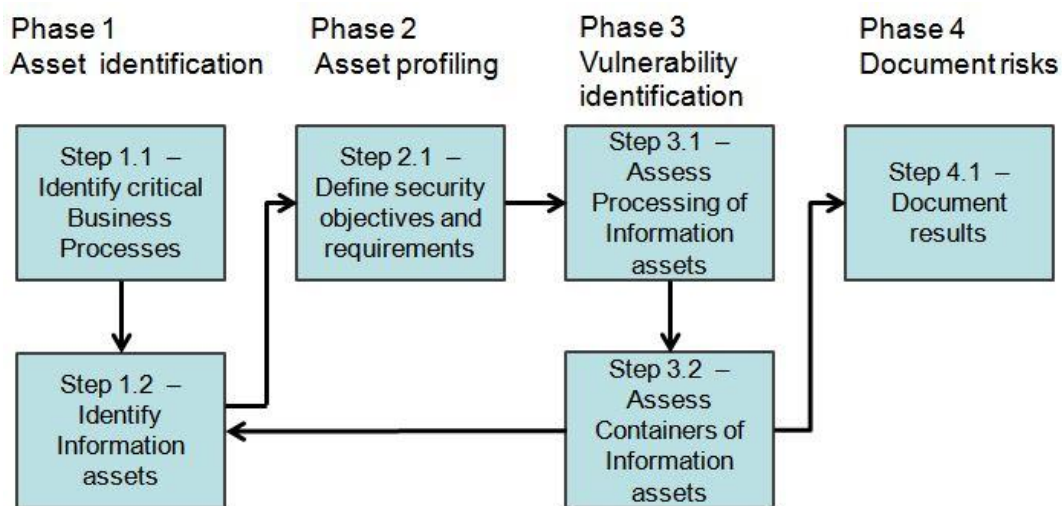 Phase 1
Asset identification
Phase 2
Asset profiling
Phase 3
Vulnerability
identification
Phase 4
Document risks
Step 1.1 –
Identify critical
Business
Processes
Step 2.1 –
Define security
objectives and
requirements
Step 3.1 –
Assess
Processing of
Information
assets
Step 4.1 –
Document
results
Step 1.2 –
Identify
Information
assets
Step 3.2 –
Assess
Containers of
Information
assets